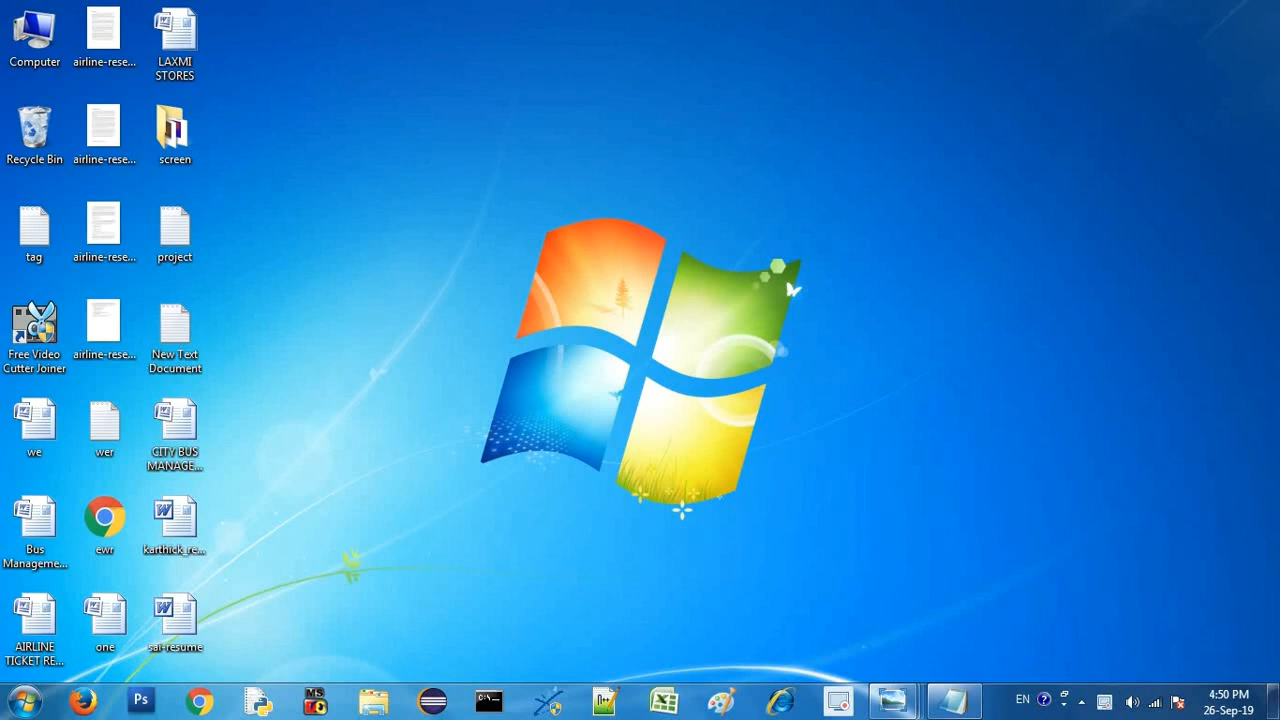 Computer
airline-rese...
LAXMI
STORES
Recycle Bin
airline-rese...
screen
tag
airline-rese...
project
Free Video
Cutter Joiner
airline-rese...
New Text
Document
we
wer
CITY BUS
MANAGE...
Bus
Manageme...
ewr
karthick_re...
AIRLINE
TICKET RE...
one
sai-resume
Ps
MS
C:\_
EN
4:50 PM
26-Sep-19